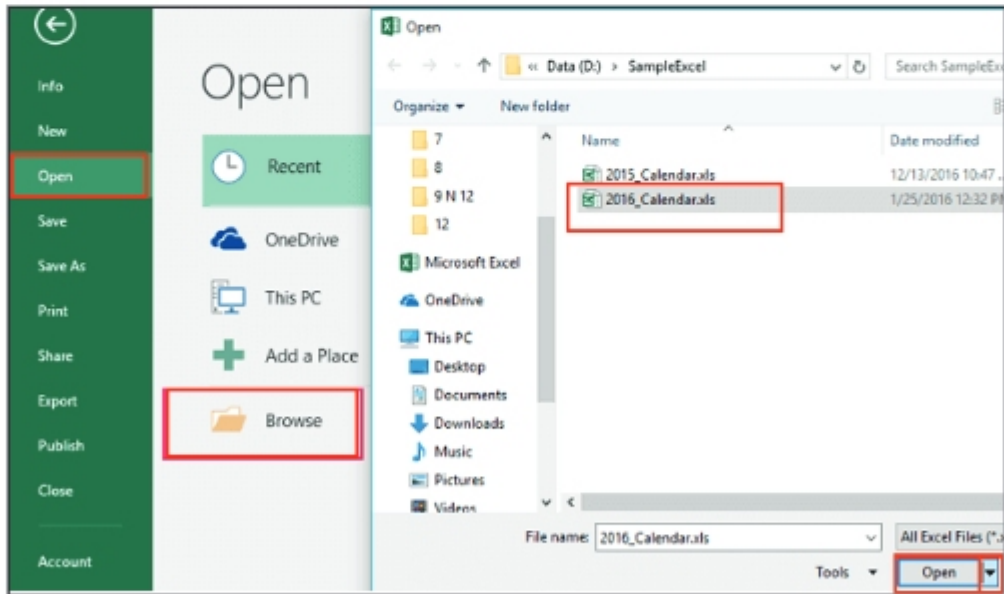 Info
New
Open
Save
Save As
Print
Share
Export
Publish
Close
Account
Open
Recent
OneDrive
This PC
Add a Place
Browse
Open
« Data (D:) > SampleExcel
Search SampleEx
Organize
New folder
7
8
9 N 12
12
Microsoft Excel
OneDrive
This PC
Desktop
Documents
Downloads
Music
Pictures
Videos
Name
Date modified
2015_Calendar.xls
12/13/2016 10:47
2016_Calendar.xls
1/25/2016 12:32 PM
File name: 2016_Calendar.xls
All Excel Files (*.x
Tools
Open